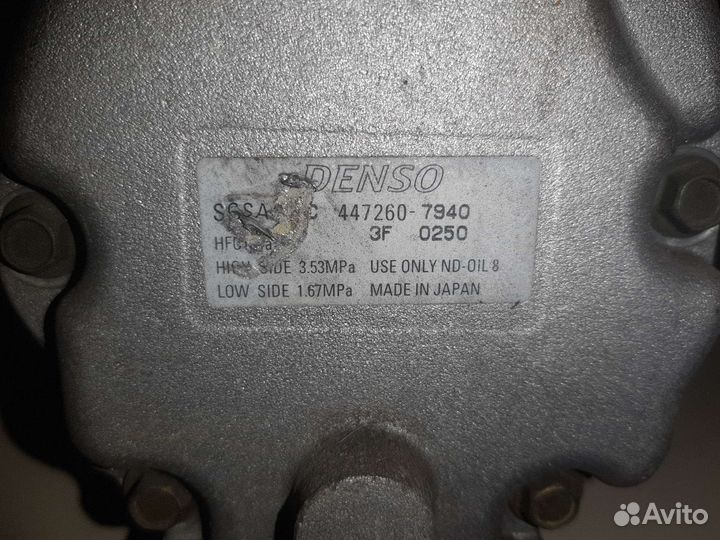 DENSO
447260-7940
3F 0250
HIGH SIDE 3.53MPa USE ONLY ND-OIL 8
LOW SIDE 1.67MPa MADE IN JAPAN
Avito